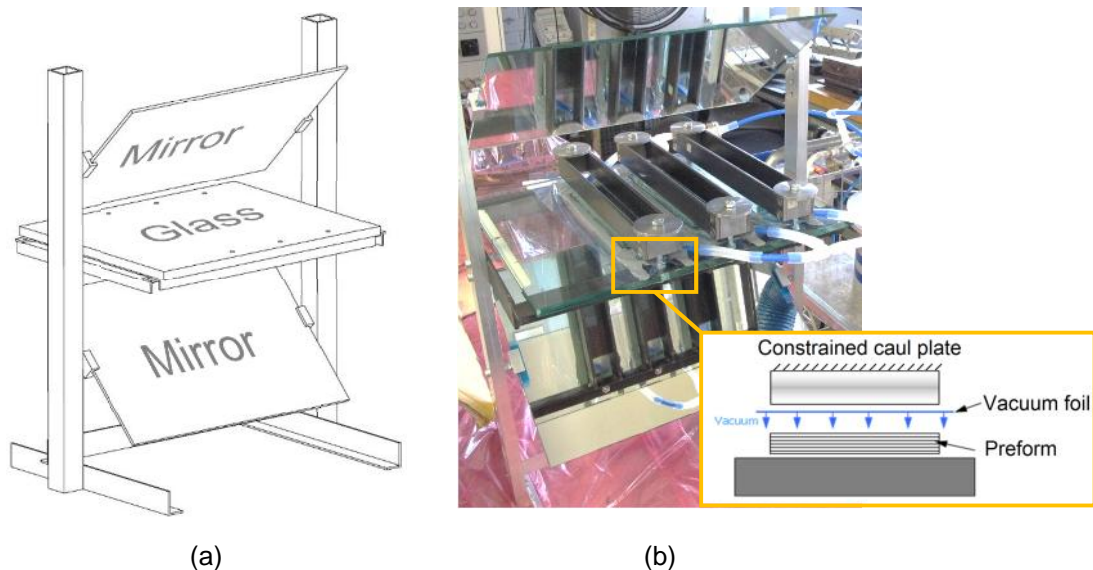 Mirror
Glass
Mirror
Constrained caul plate
Vacuum foil
Vacuum
Preform
(a)
(b)